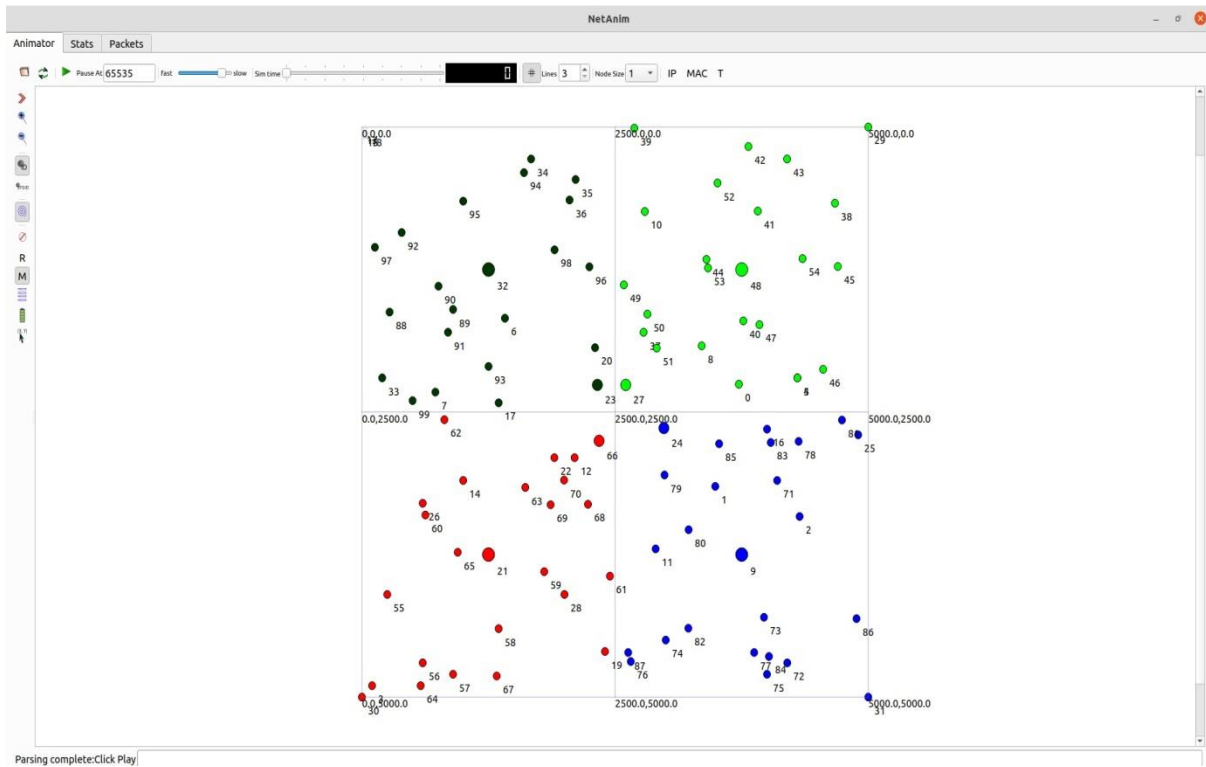 NetAnim
Animator Stats Packets
Pause At 65535 fast slow Sim time 0 Lines 3 Node Size 1 IP MAC T
R
M
0.0,0.0 2500.0,0.0 5000.0,0.0
39 29
42
34 43
94
35 52
95 36 38
10 41
92
97 98 54
96 44 45
32 53 48
90 49
88 89 6 50
91 37 40 47
20 51 8
93
33 46
7 23 27 0
99 17
0.0,2500.0 2500.0,2500.0 5000.0,2500.0
62 24 16 25
66 85 83 78
22 12
14 63 70 79 1 71
69 68
26
60 80 2
65 21 11 9
59 61
55 28
58 82 73 86
74
19 87 77 84
56 76 72
57 67 75
64
0.0,5000.0 2500.0,5000.0 5000.0,5000.0
30 31
Parsing complete:Click Play